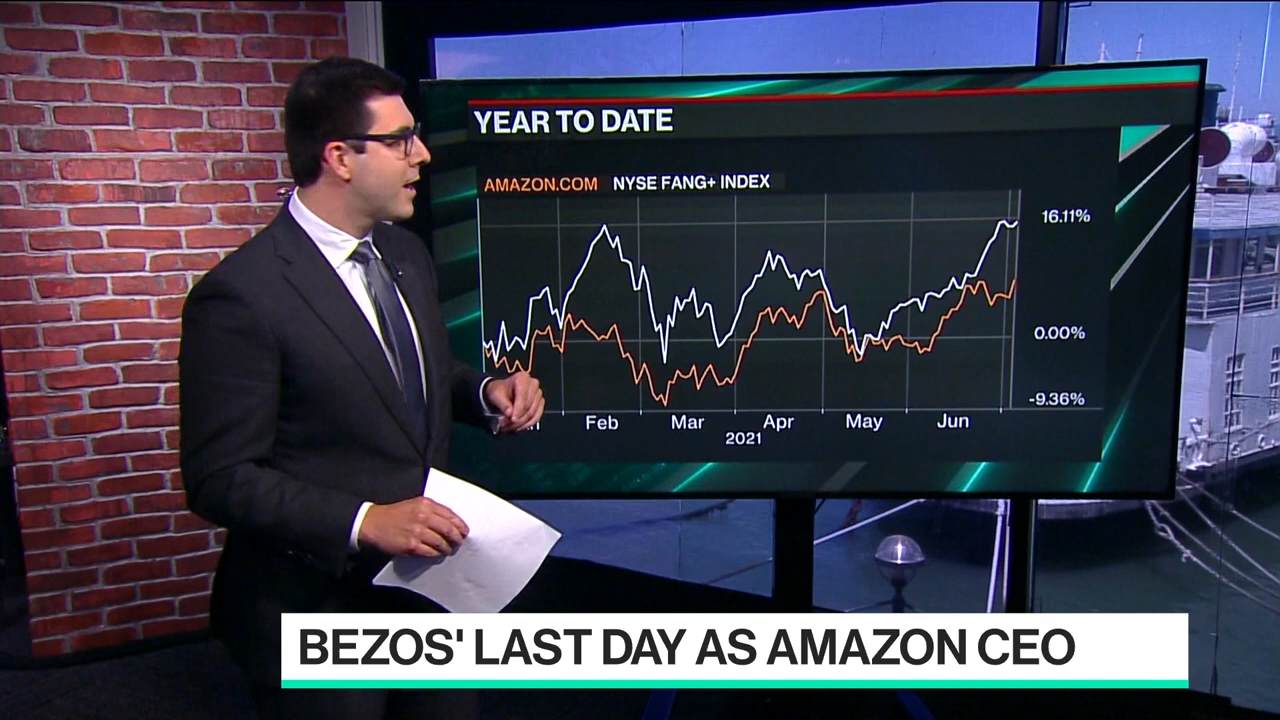 YEAR TO DATE
AMAZON.COM NYSE FANG+ INDEX
16.11%
0.00%
-9.36%
Feb Mar Apr May Jun
2021
BEZOS' LAST DAY AS AMAZON CEO